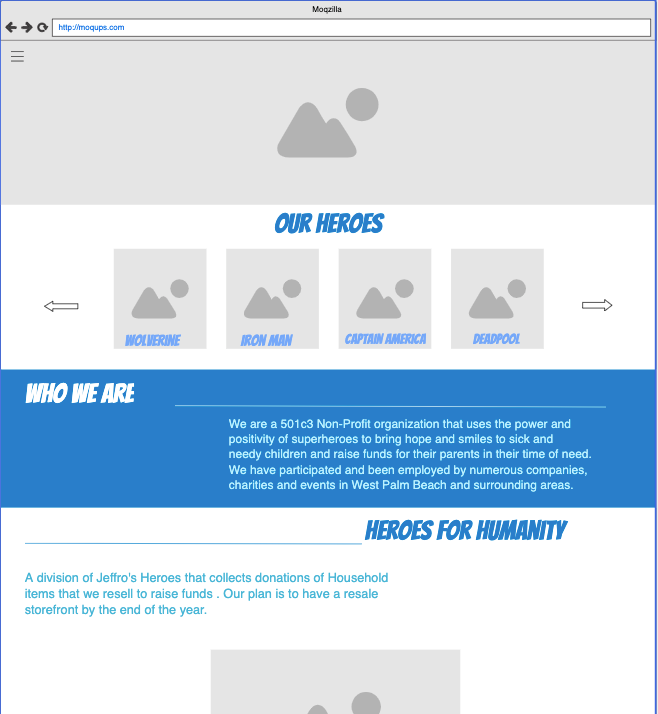 Moqzilla
http://moqups.com
OUR HEROES
WOLVERINE
IRON MAN
CAPTAIN AMERICA
DEADPOOL
WHO WE ARE
We are a 501c3 Non-Profit organization that uses the power and
positivity of superheroes to bring hope and smiles to sick and
needy children and raise funds for their parents in their time of need.
We have participated and been employed by numerous companies,
charities and events in West Palm Beach and surrounding areas.
HEROES FOR HUMANITY
A division of Jeffro's Heroes that collects donations of Household
items that we resell to raise funds . Our plan is to have a resale
storefront by the end of the year.